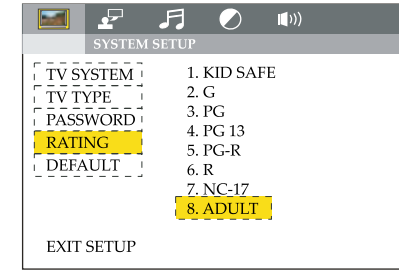 SYSTEM SETUP
TV SYSTEM
TV TYPE
PASSWORD
RATING
DEFAULT
1. KID SAFE
2. G
3. PG
4. PG 13
5. PG-R
6. R
7. NC-17
8. ADULT
EXIT SETUP